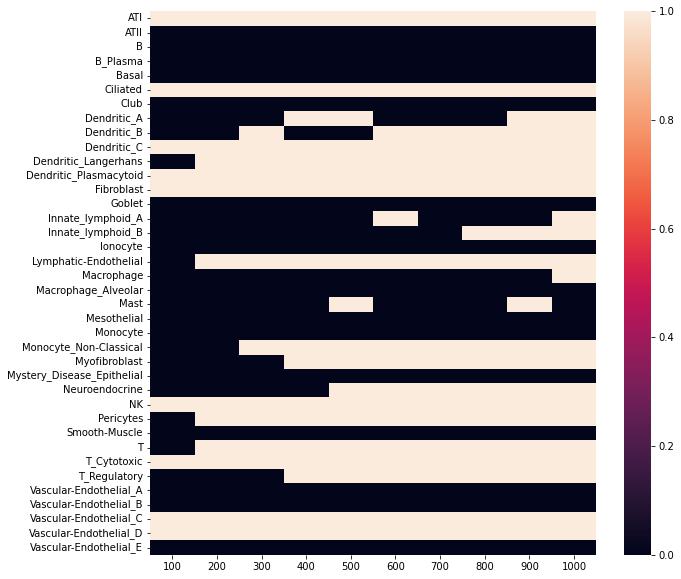 ATI
ATII
B
B_Plasma
Basal
Ciliated
Club
Dendritic_A
Dendritic_B
Dendritic_C
Dendritic_Langerhans
Dendritic_Plasmacytoid
Fibroblast
Goblet
Innate_lymphoid_A
Innate_lymphoid_B
Ionocyte
Lymphatic-Endothelial
Macrophage
Macrophage_Alveolar
Mast
Mesothelial
Monocyte
Monocyte_Non-Classical
Myofibroblast
Mystery_Disease_Epithelial
Neuroendocrine
NK
Pericytes
Smooth-Muscle
T
T_Cytotoxic
T_Regulatory
Vascular-Endothelial_A
Vascular-Endothelial_B
Vascular-Endothelial_C
Vascular-Endothelial_D
Vascular-Endothelial_E
100 200 300 400 500 600 700 800 900 1000
1.0
0.8
0.6
0.4
0.2
0.0